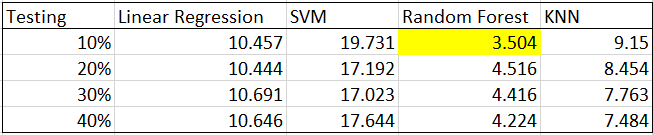 Testing Linear Regression SVM Random Forest KNN
10% 10.457 19.731 3.504 9.15
20% 10.444 17.192 4.516 8.454
30% 10.691 17.023 4.416 7.763
40% 10.646 17.644 4.224 7.484